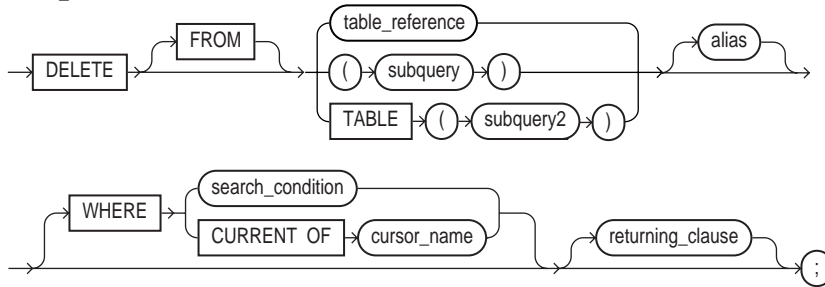 FROM
table_reference
alias
DELETE
( subquery )
TABLE ( subquery2 )
search_condition
WHERE
CURRENT OF cursor_name
returning_clause
;